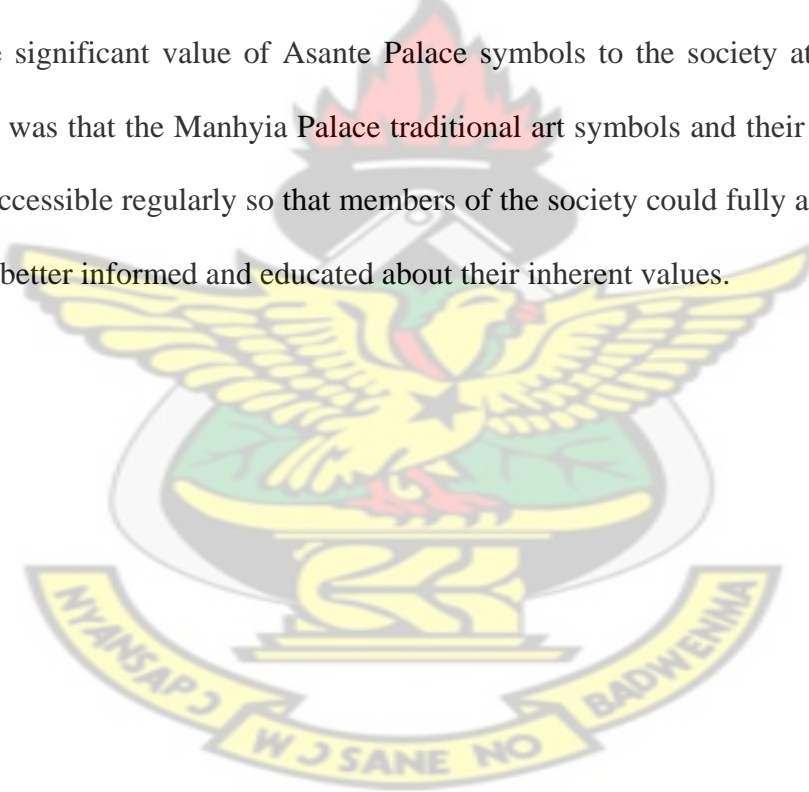 significant value of Asante Palace symbols to the society at
was that the Manhyia Palace traditional art symbols and their
ccessible regularly so that members of the society could fully a
better informed and educated about their inherent values.
NYANSAPƆ
WƆSANE NO
BADWENMA